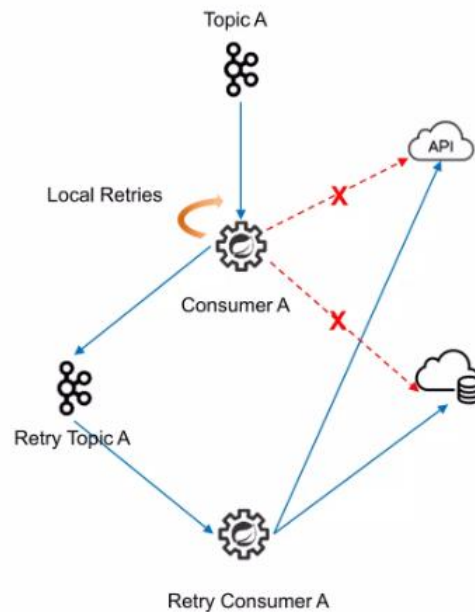 Topic A
API
Local Retries
X
Consumer A
X
Retry Topic A
Retry Consumer A